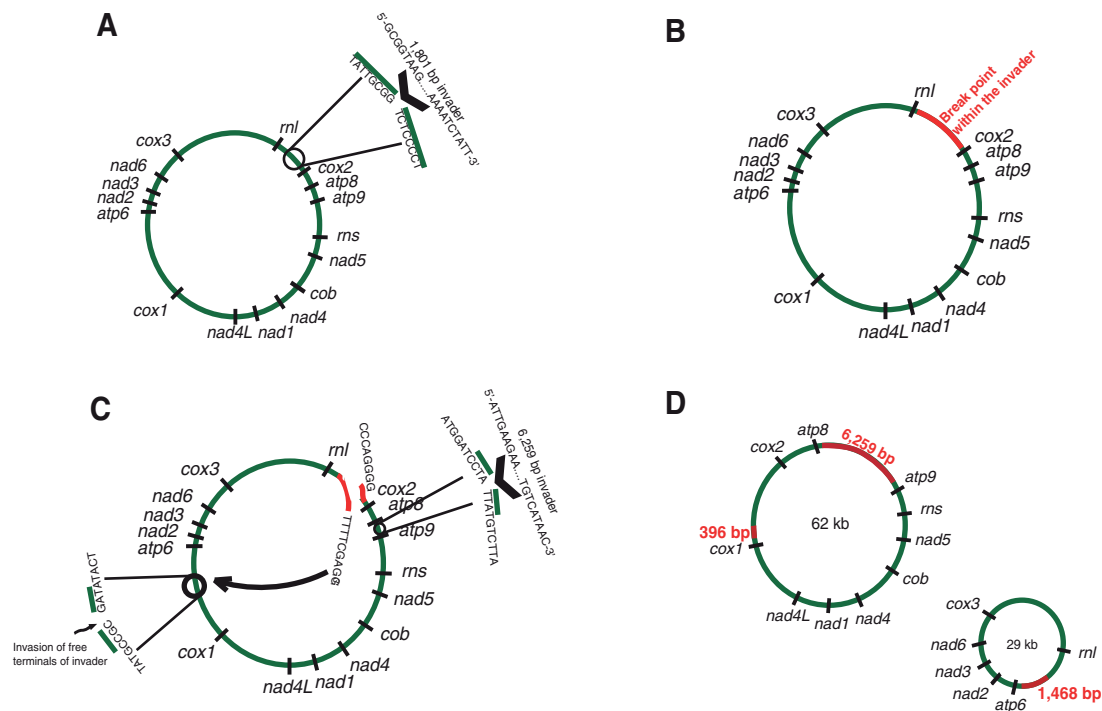 A
5'-GCGGTAAG.....AAAATCTATT-3'
1,801 bp invader
TATTGCGG
TCTCCCCT
rnl
cox3
nad6
nad3
nad2
atp6
cox1
nad4L
nad1
nad4
cob
nad5
rns
atp9
atp8
cox2
B
Break point
within the invader
rnl
cox3
nad6
nad3
nad2
atp6
cox1
nad4L
nad1
nad4
cob
nad5
rns
atp9
atp8
cox2
C
CCCAGGGG
TTTTCGAGG
5'-ATTGAAGAA....TGTCATAAC-3'
6,259 bp invader
ATGGATCCTA
TTATGTCTTA
rnl
cox3
nad6
nad3
nad2
atp6
cox1
nad4L
nad1
nad4
cob
nad5
rns
atp9
atp8
cox2
GATATACT
TATGCCGC
Invasion of free
terminals of invader
D
atp8
6,259 bp
cox2
atp9
rns
396 bp
62 kb
cox1
nad5
cob
nad4L
nad1
nad4
cox3
nad6
29 kb
rnl
nad3
nad2
atp6
1,468 bp